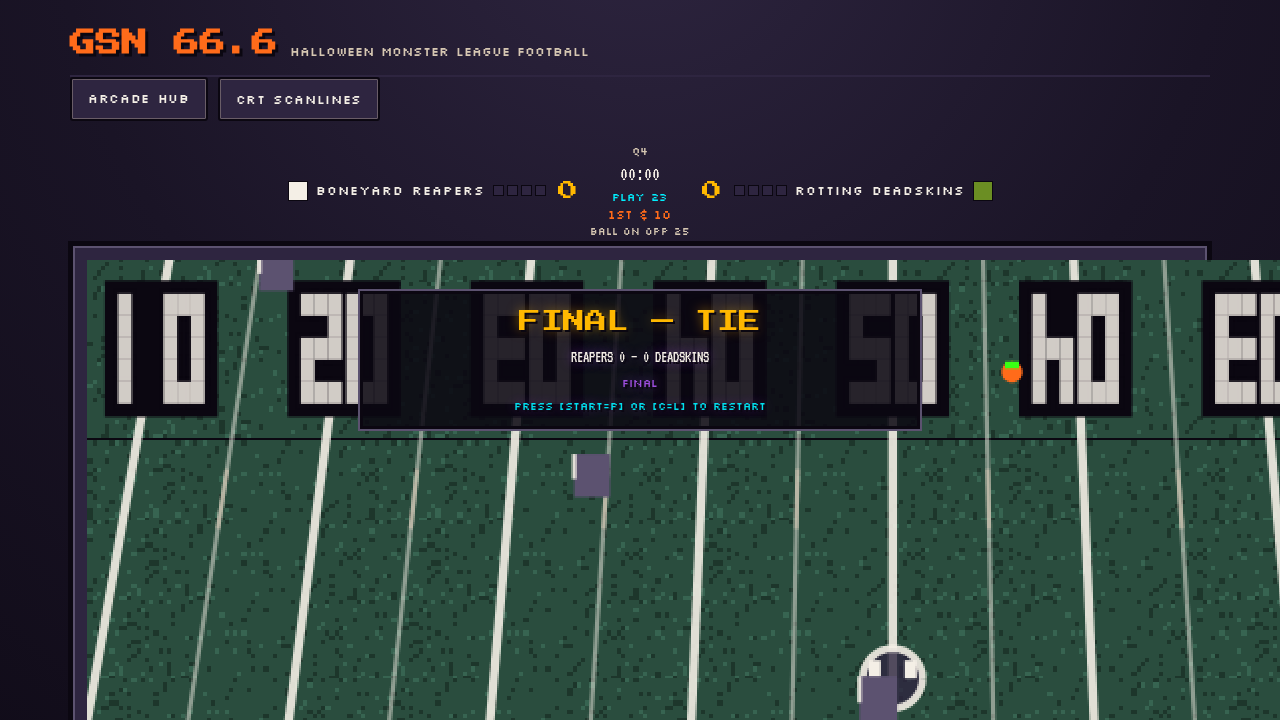 GSN 66.6
HALLOWEEN MONSTER LEAGUE FOOTBALL
ARCADE HUB
CRT SCANLINES
Q4
00:00
BONEYARD REAPERS 0
0 ROTTING DEADSKINS
PLAY 23
1ST & 10
BALL ON OPP 25
10
20
50
FINAL — TIE
REAPERS 0 – 0 DEADSKINS
FINAL
PRESS [START=P] OR [C=L] TO RESTART